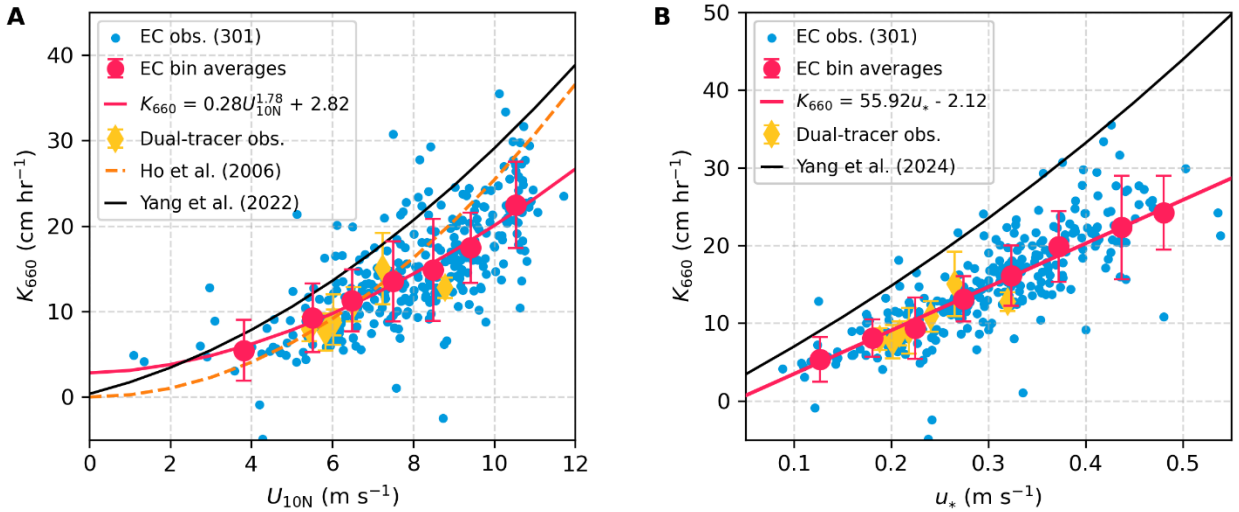 A
EC obs. (301)
EC bin averages
K₆₆₀ = 0.28U₁₀ₙ¹·⁷⁸ + 2.82
Dual-tracer obs.
Ho et al. (2006)
Yang et al. (2022)
K₆₆₀ (cm hr⁻¹)
40
30
20
10
0
0 2 4 6 8 10 12
U₁₀ₙ (m s⁻¹)
B
EC obs. (301)
EC bin averages
K₆₆₀ = 55.92u* - 2.12
Dual-tracer obs.
Yang et al. (2024)
K₆₆₀ (cm hr⁻¹)
50
40
30
20
10
0
0.1 0.2 0.3 0.4 0.5
u* (m s⁻¹)